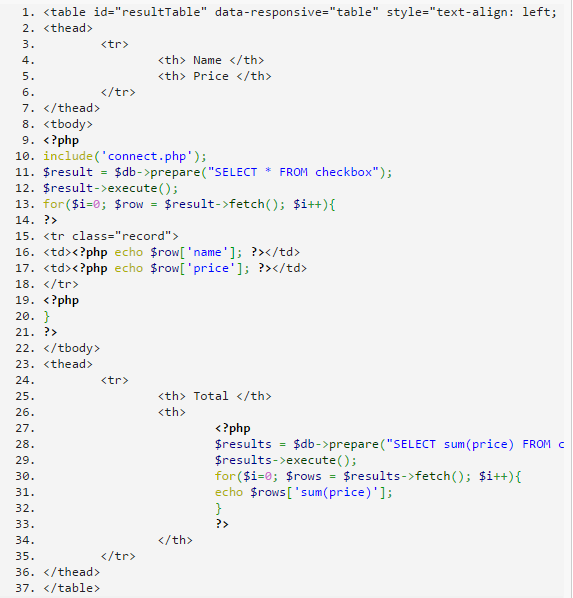 1. <table id="resultTable" data-responsive="table" style="text-align: left;
2. <thead>
3. <tr>
4. <th> Name </th>
5. <th> Price </th>
6. </tr>
7. </thead>
8. <tbody>
9. <?php
10. include('connect.php');
11. $result = $db->prepare("SELECT * FROM checkbox");
12. $result->execute();
13. for($i=0; $row = $result->fetch(); $i++){
14. ?>
15. <tr class="record">
16. <td><?php echo $row['name']; ?></td>
17. <td><?php echo $row['price']; ?></td>
18. </tr>
19. <?php
20. }
21. ?>
22. </tbody>
23. <thead>
24. <tr>
25. <th> Total </th>
26. <th>
27. <?php
28. $results = $db->prepare("SELECT sum(price) FROM c
29. $results->execute();
30. for($i=0; $rows = $results->fetch(); $i++){
31. echo $rows['sum(price)'];
32. }
33. ?>
34. </th>
35. </tr>
36. </thead>
37. </table>